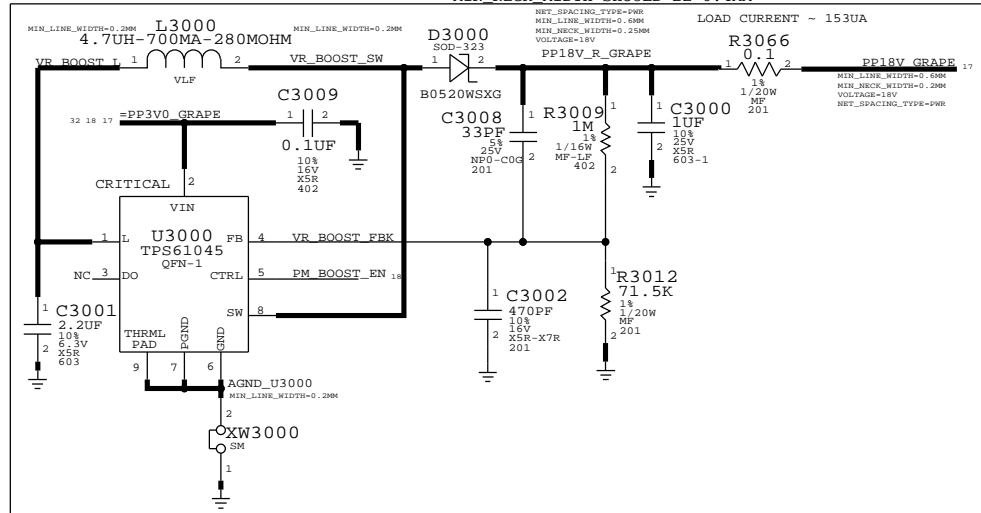 LOAD CURRENT ~ 153UA
NET_SPACING_TYPE=PWR
MIN_LINE_WIDTH=0.6MM
MIN_NECK_WIDTH=0.25MM
VOLTAGE=18V
PP18V_R_GRAPE
L3000
4.7UH-700MA-280MOHM
MIN_LINE_WIDTH=0.2MM
MIN_LINE_WIDTH=0.2MM
VR_BOOST_L
1
2
VLF
VR_BOOST_SW
D3000
SOD-323
1
2
B0520WSXG
R3066
0.1
1
2
1%
1/20W
MF
201
PP18V_GRAPE
17
MIN_LINE_WIDTH=0.6MM
MIN_NECK_WIDTH=0.2MM
VOLTAGE=18V
NET_SPACING_TYPE=PWR
32 18 17
=PP3V0_GRAPE
C3009
1
2
0.1UF
10%
16V
X5R
402
C3008
33PF
5%
25V
NP0-C0G
201
1
2
R3009
1M
1%
1/16W
MF-LF
402
1
2
C3000
1UF
10%
25V
X5R
603-1
1
2
CRITICAL
2
VIN
U3000
TPS61045
QFN-1
1
L
FB
4
VR_BOOST_FBK
NC
3
DO
CTRL
5
PM_BOOST_EN
18
SW
8
THRML
PAD
PGND
GND
9
7
6
C3001
2.2UF
10%
6.3V
X5R
603
1
2
C3002
470PF
10%
16V
X5R-X7R
201
1
2
R3012
71.5K
1%
1/20W
MF
201
1
2
AGND_U3000
MIN_LINE_WIDTH=0.2MM
2
XW3000
SM
1